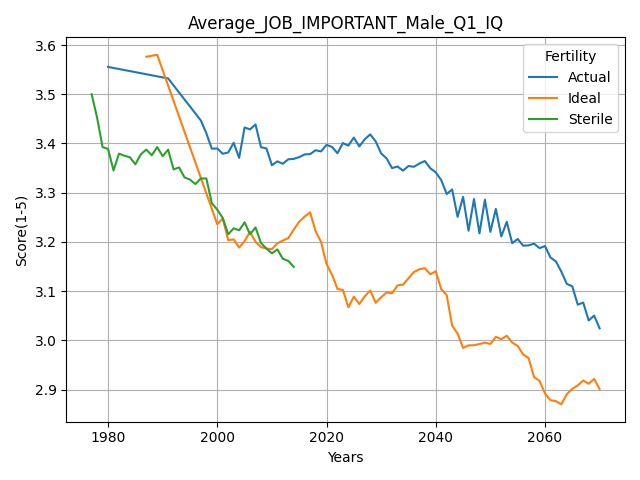 Average_JOB_IMPORTANT_Male_Q1_IQ
Score(1-5)
3.6
3.5
3.4
3.3
3.2
3.1
3.0
2.9
Fertility
Actual
Ideal
Sterile
1980
2000
2020
2040
2060
Years